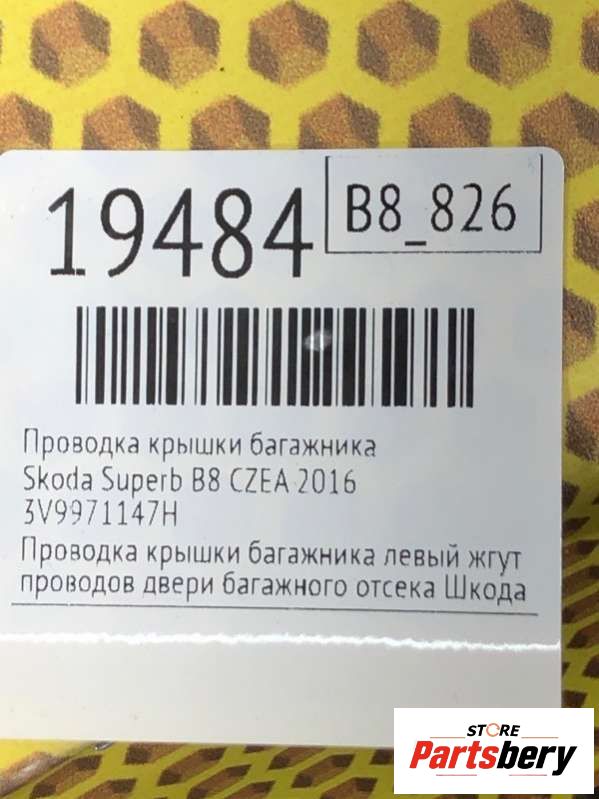 19484
B8_826
Проводка крышки багажника
Skoda Superb B8 CZEA 2016
3V9971147H
Проводка крышки багажника левый жгут
проводов двери багажного отсека Шкода
STORE
Partsbery